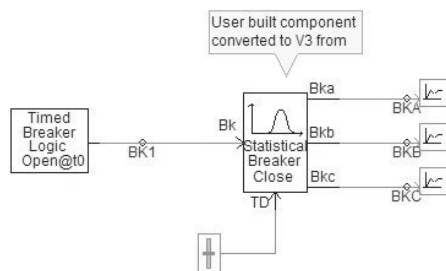 User built component
converted to V3 from
Timed
Breaker
Logic
Open@t0
BK1
Bk
Statistical
Breaker
Close
TD
Bka
BKA
Bkb
BKB
Bkc
BKC